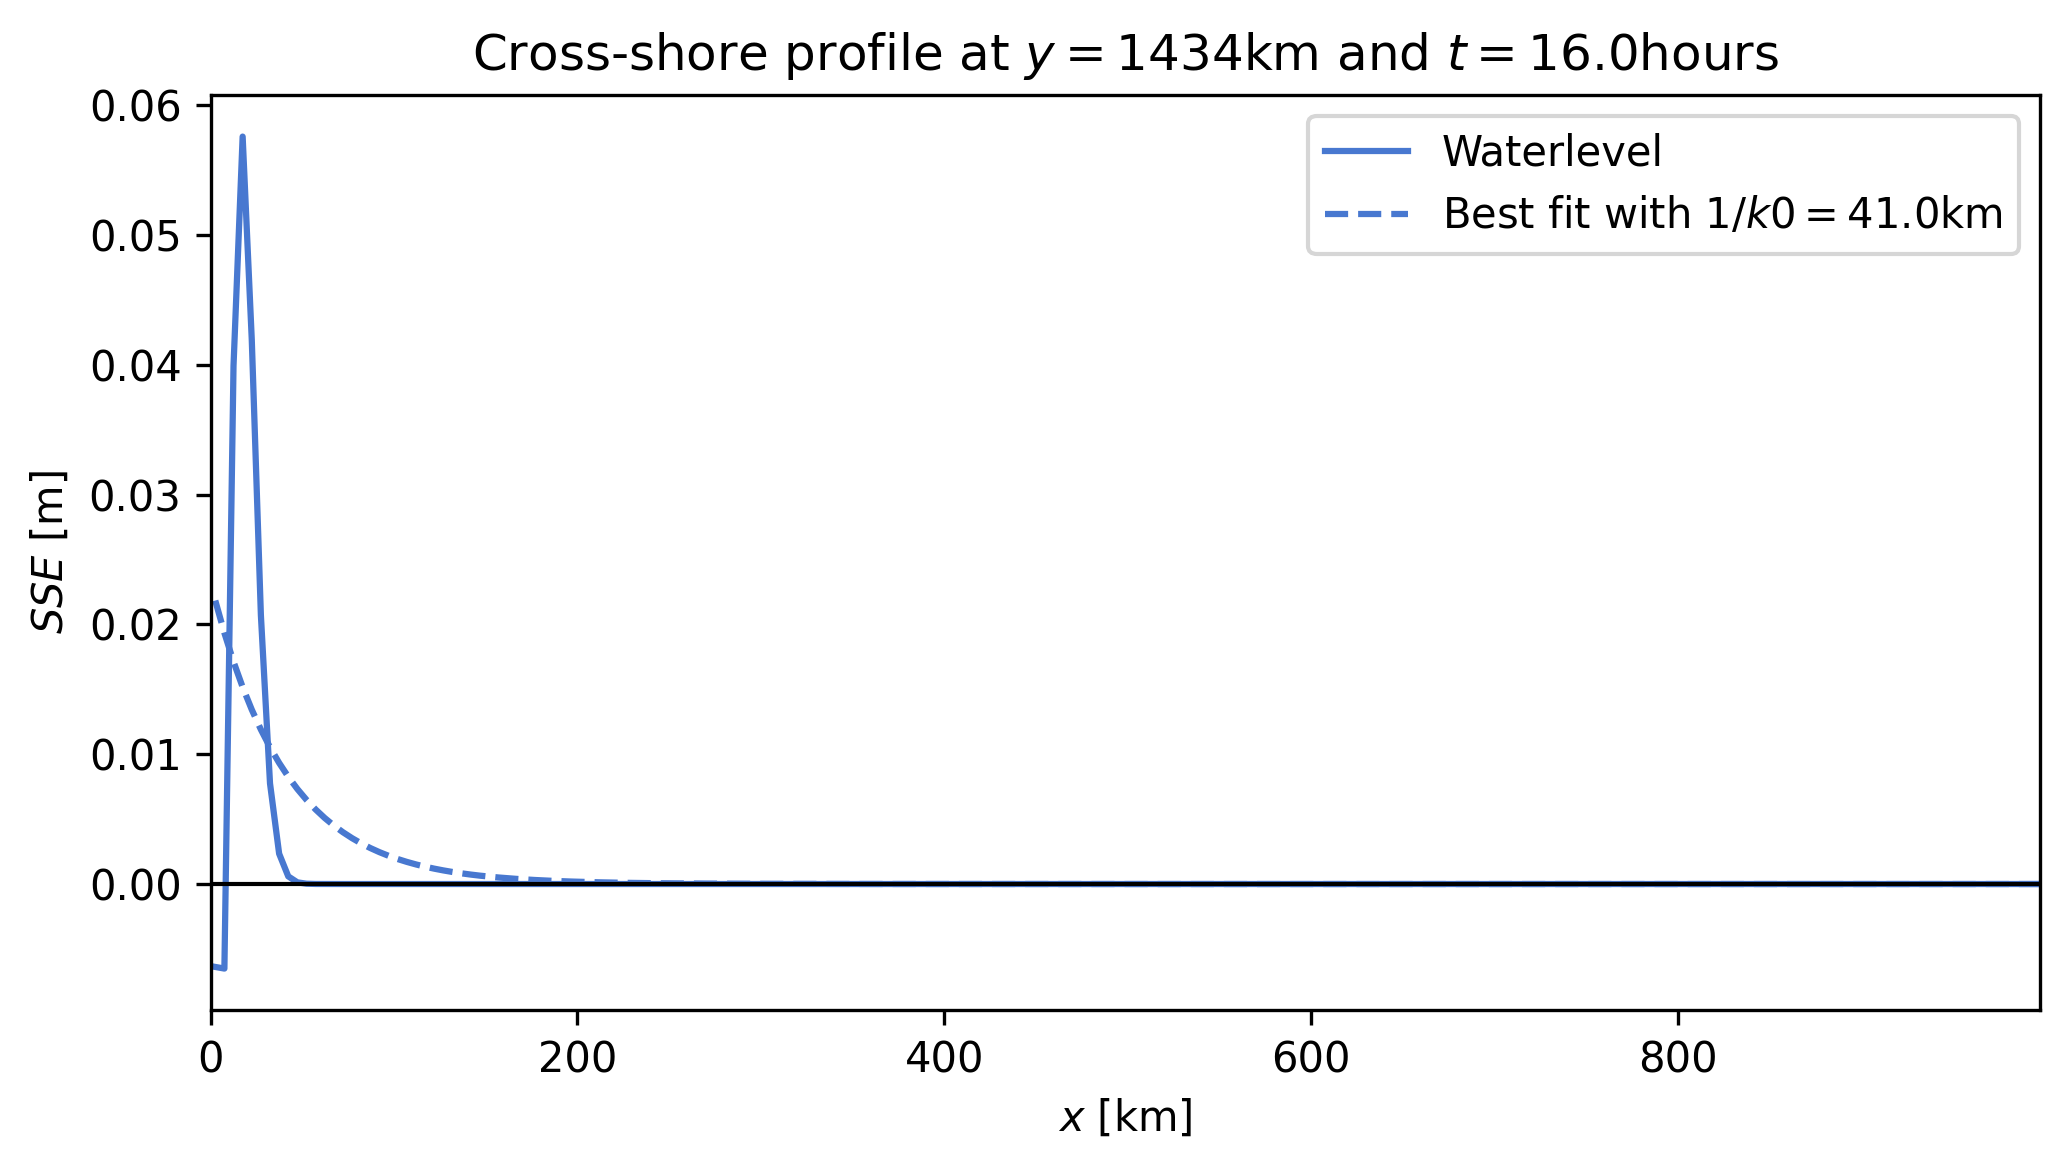 Cross-shore profile at y = 1434km and t = 16.0hours
Waterlevel
Best fit with 1/k0 = 41.0km
SSE [m]
0.06
0.05
0.04
0.03
0.02
0.01
0.00
0 200 400 600 800
x [km]